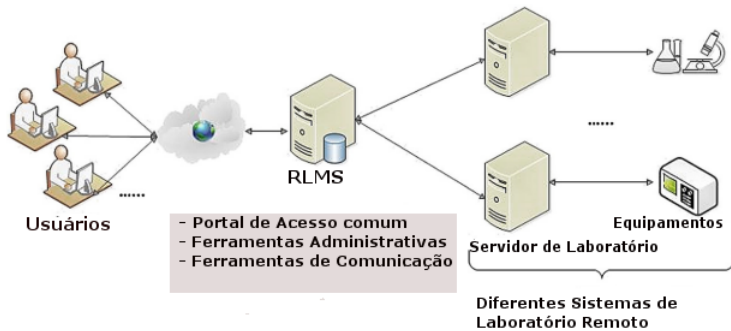 ......
Usuários
RLMS
- Portal de Acesso comum
- Ferramentas Administrativas
- Ferramentas de Comunicação
......
Equipamentos
Servidor de Laboratório
Diferentes Sistemas de
Laboratório Remoto